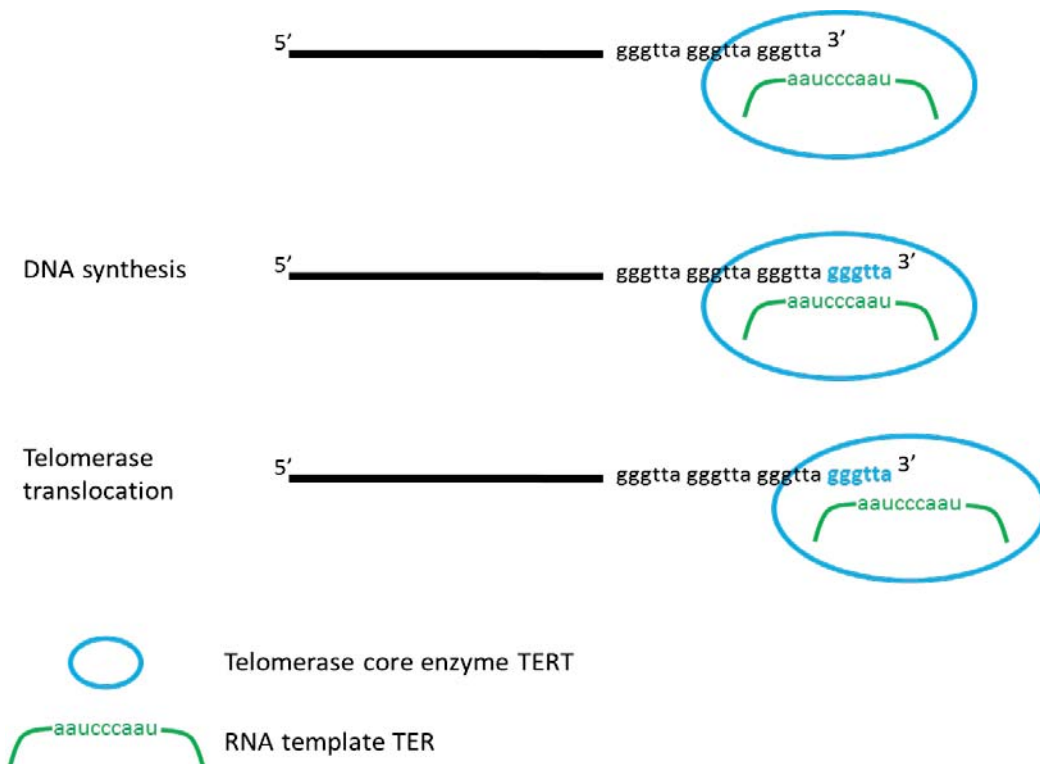 5’ gggtta gggtta gggtta 3’
aaucccaau
DNA synthesis 5’ gggtta gggtta gggtta gggtta 3’
aaucccaau
Telomerase
translocation 5’ gggtta gggtta gggtta gggtta 3’
aaucccaau
Telomerase core enzyme TERT
aaucccaau
RNA template TER